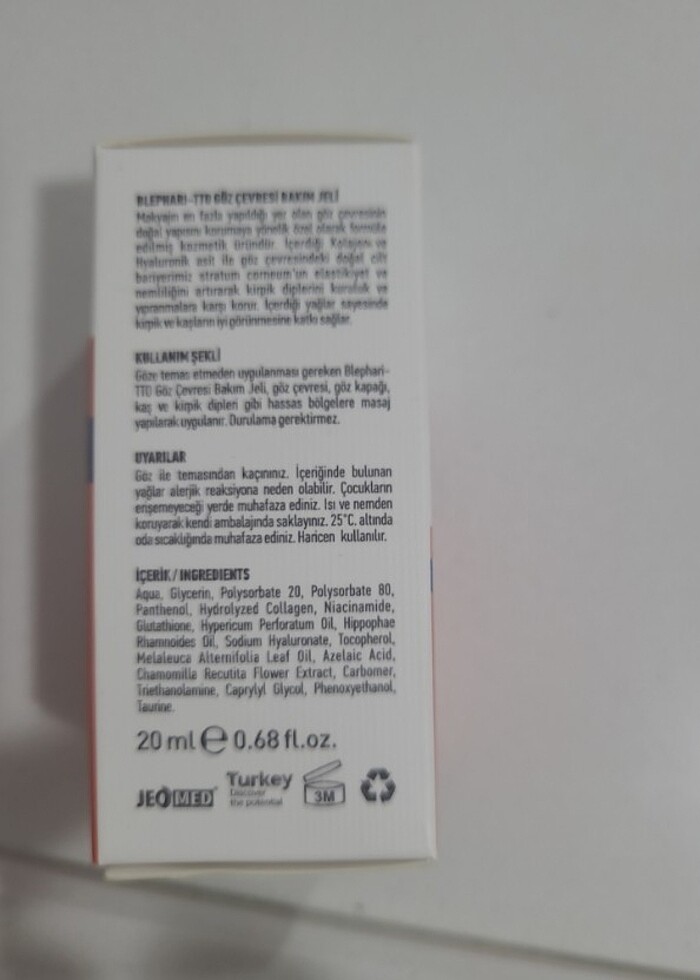 BLEPHARI-TTO GÖZ ÇEVRESİ BAKIM JELİ
Makyajın en fazla yapıldığı yer olan göz çevresinin
doğal yapısını korumaya yönelik özel olarak formüle
edilmiş kozmetik üründür. İçerdiği Kolajen ve
Hyaluronik asit ile göz çevresindeki doğal cilt
bariyerimiz stratum corneum'un elastikiyet ve
nemliliğini artırarak kirpik diplerini kuruluk ve
yıpranmalara karşı korur. İçerdiği yağlar sayesinde
kirpik ve kaşların iyi görünmesine katkı sağlar.
KULLANIM ŞEKLİ
Göze temas etmeden uygulanması gereken Blephari-
TTO Göz Çevresi Bakım Jeli, göz çevresi, göz kapağı,
kaş ve kirpik dipleri gibi hassas bölgelere masaj
yapılarak uygulanır. Durulama gerektirmez.
UYARILAR
Göz ile temasından kaçınınız. İçeriğinde bulunan
yağlar alerjik reaksiyona neden olabilir. Çocukların
erişemeyeceği yerde muhafaza ediniz. Isı ve nemden
koruyarak kendi ambalajında saklayınız. 25°C. altında
oda sıcaklığında muhafaza ediniz. Haricen kullanılır.
İÇERİK / INGREDIENTS
Aqua, Glycerin, Polysorbate 20, Polysorbate 80,
Panthenol, Hydrolyzed Collagen, Niacinamide,
Glutathione, Hypericum Perforatum Oil, Hippophae
Rhamnoides Oil, Sodium Hyaluronate, Tocopherol,
Melaleuca Alternifolia Leaf Oil, Azelaic Acid,
Chamomilla Recutita Flower Extract, Carbomer,
Triethanolamine, Caprylyl Glycol, Phenoxyethanol,
Taurine.
20 ml e 0.68 fl.oz.
JEOMED
Turkey
Discover
the potential
3M